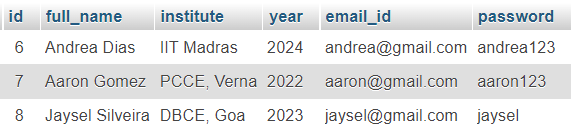 id full_name institute year email_id password
6 Andrea Dias IIT Madras 2024 andrea@gmail.com andrea123
7 Aaron Gomez PCCE, Verna 2022 aaron@gmail.com aaron123
8 Jaysel Silveira DBCE, Goa 2023 jaysel@gmail.com jaysel